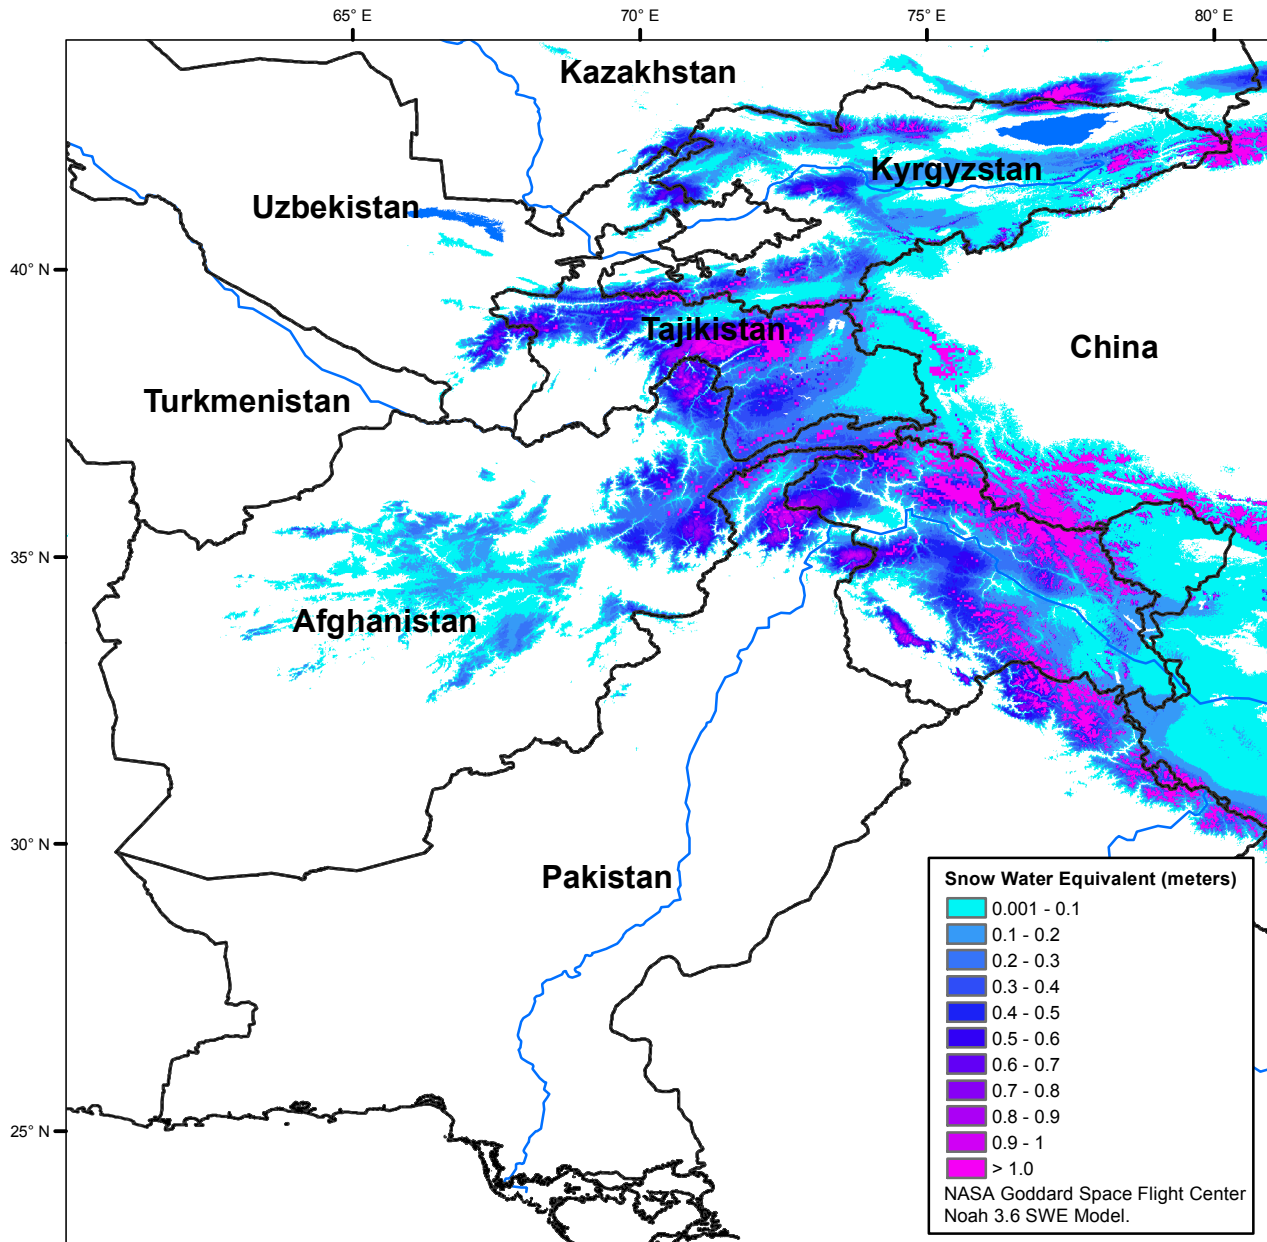 65° E
70° E
75° E
80° E
Kazakhstan
Kyrgyzstan
Uzbekistan
40° N
Tajikistan
China
Turkmenistan
35° N
Afghanistan
30° N
Pakistan
25° N
Snow Water Equivalent (meters)
0.001 - 0.1
0.1 - 0.2
0.2 - 0.3
0.3 - 0.4
0.4 - 0.5
0.5 - 0.6
0.6 - 0.7
0.7 - 0.8
0.8 - 0.9
0.9 - 1
> 1.0
NASA Goddard Space Flight Center
Noah 3.6 SWE Model.